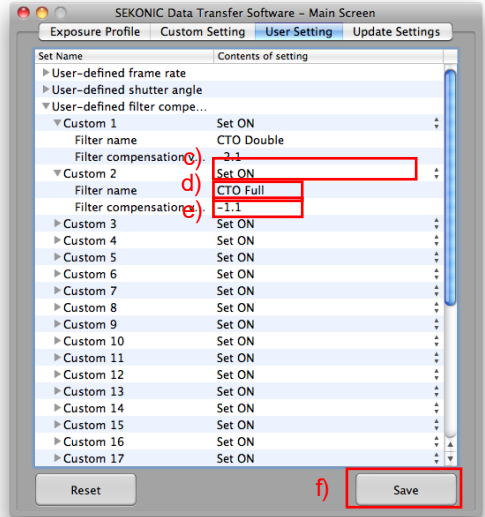 SEKONIC Data Transfer Software – Main Screen
Exposure Profile Custom Setting User Setting Update Settings
Set Name Contents of setting
User-defined frame rate
User-defined shutter angle
User-defined filter compe...
Custom 1 Set ON
Filter name CTO Double
Filter compensation v... -2.1
c)
Custom 2 Set ON
d) Filter name CTO Full
Filter compensation v... -1.1
e)
Custom 3 Set ON
Custom 4 Set ON
Custom 5 Set ON
Custom 6 Set ON
Custom 7 Set ON
Custom 8 Set ON
Custom 9 Set ON
Custom 10 Set ON
Custom 11 Set ON
Custom 12 Set ON
Custom 13 Set ON
Custom 14 Set ON
Custom 15 Set ON
Custom 16 Set ON
Custom 17 Set ON
Reset f) Save